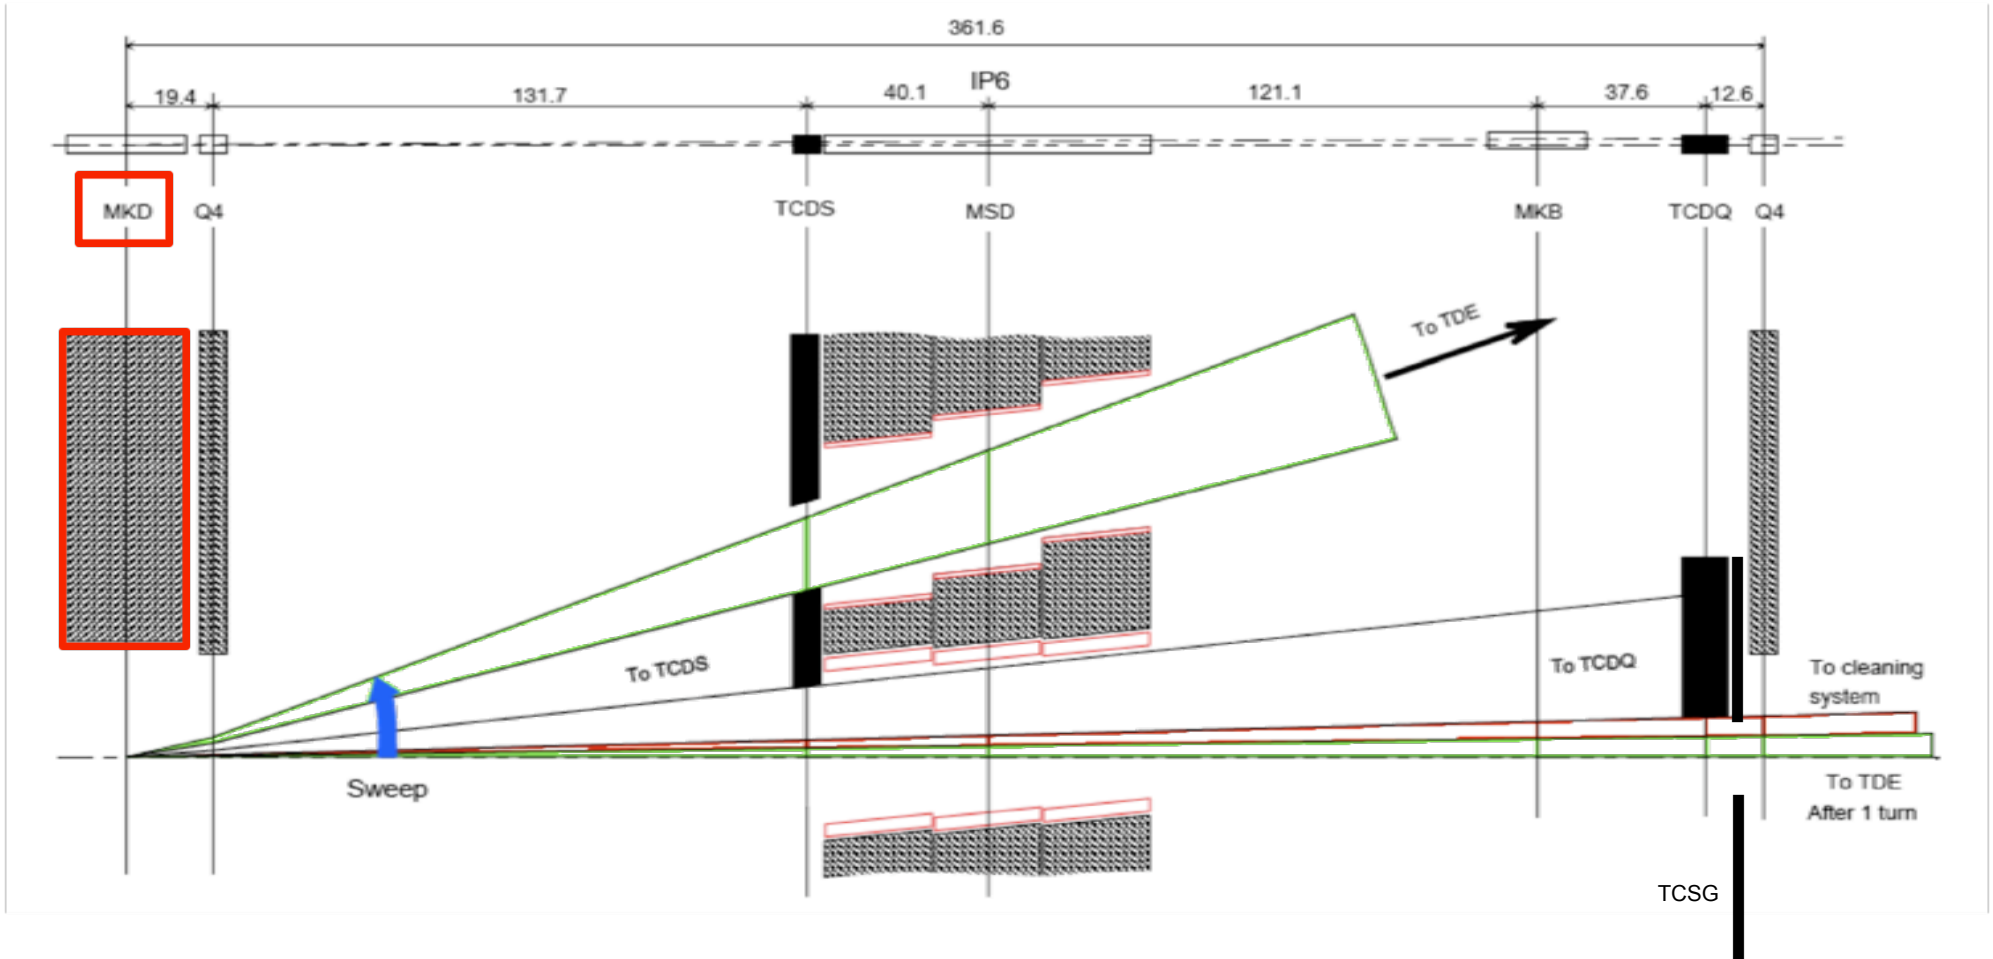 361.6
IP6
19.4 131.7 40.1 121.1 37.6 12.6
MKD Q4 TCDS MSD MKB TCDQ Q4
To TDE
To TCDS
To TCDQ
To cleaning
system
Sweep
To TDE
After 1 turn
TCSG